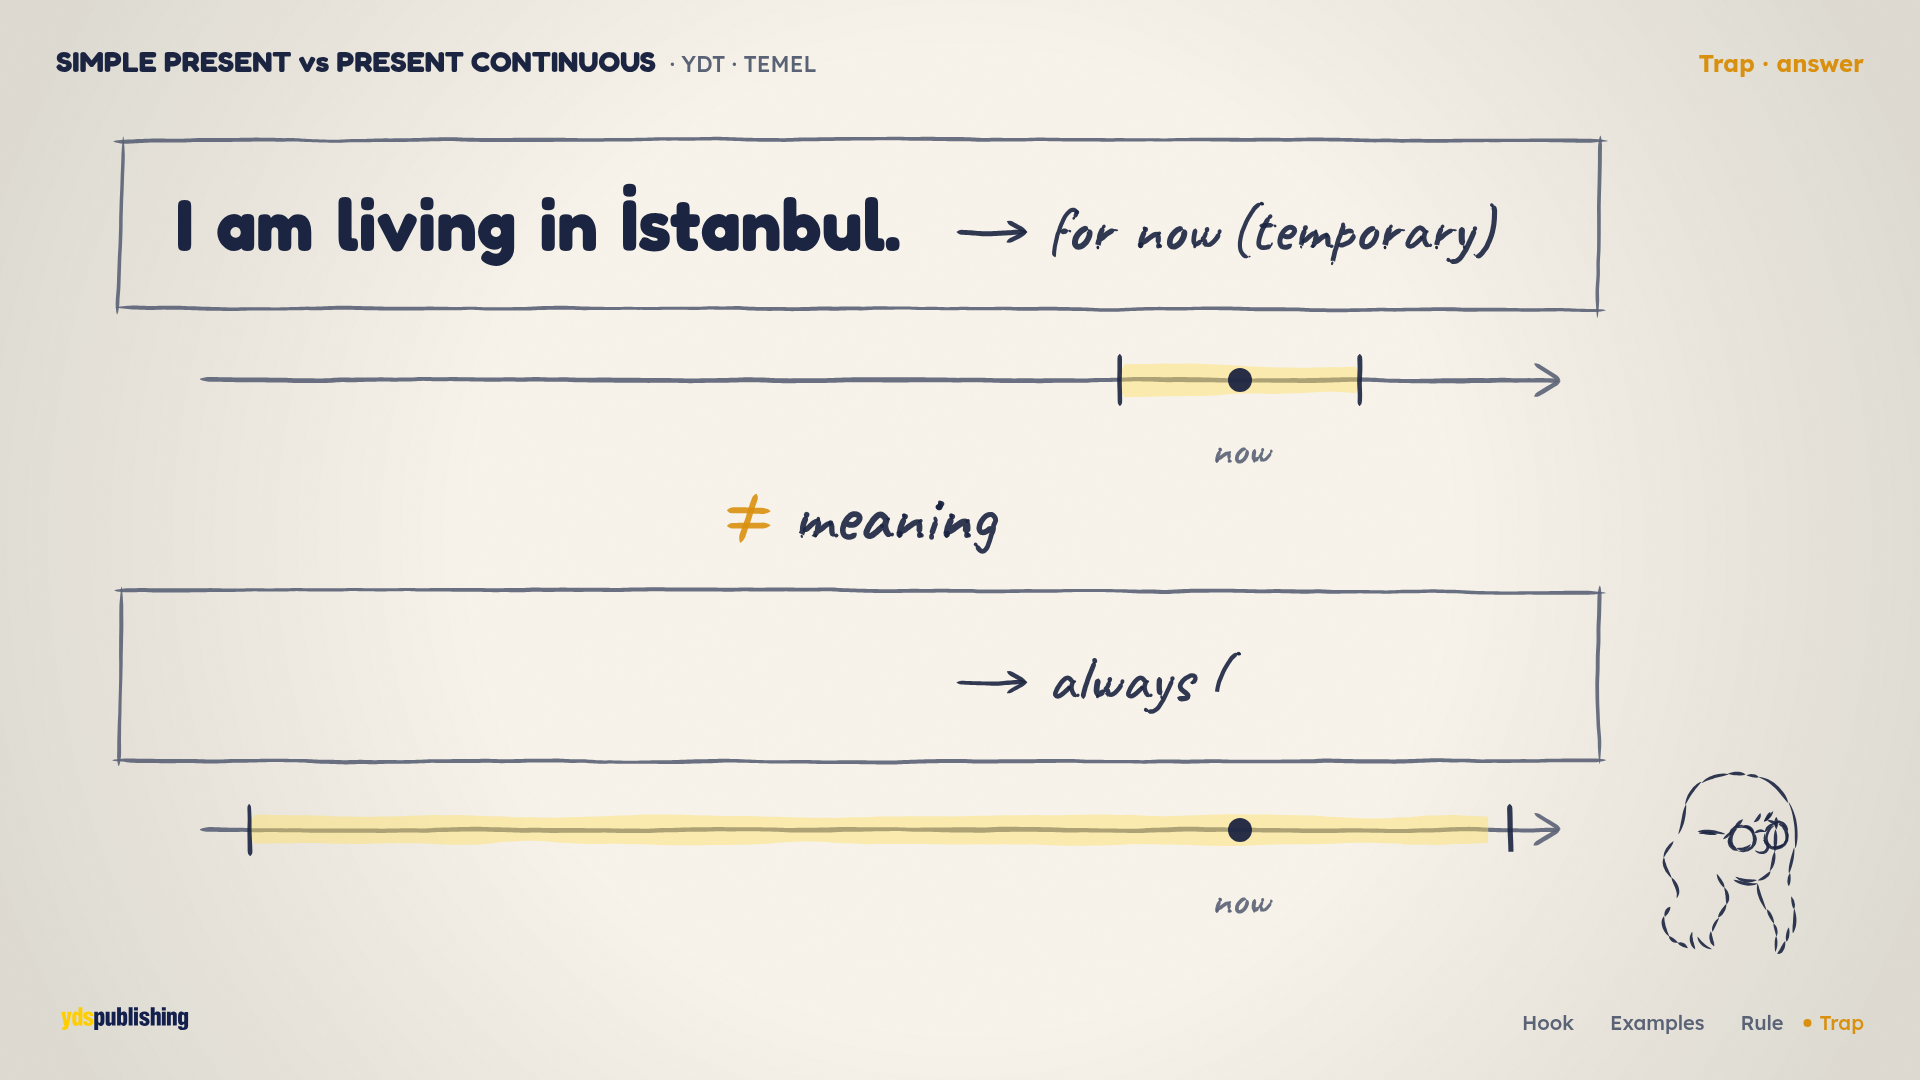 SIMPLE PRESENT vs PRESENT CONTINUOUS · YDT · TEMEL
Trap · answer
I am living in İstanbul. → for now (temporary)
now
≠ meaning
→ always (
now
ydspublishing
Hook Examples Rule • Trap